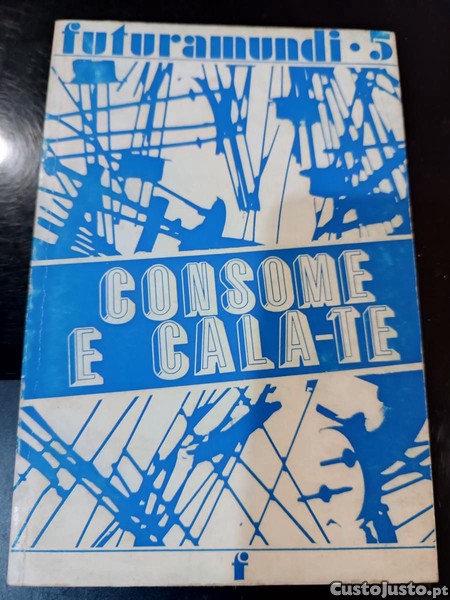 futuramundi • 5
CONSOME
E CALA-TE
f
CustoJusto.pt